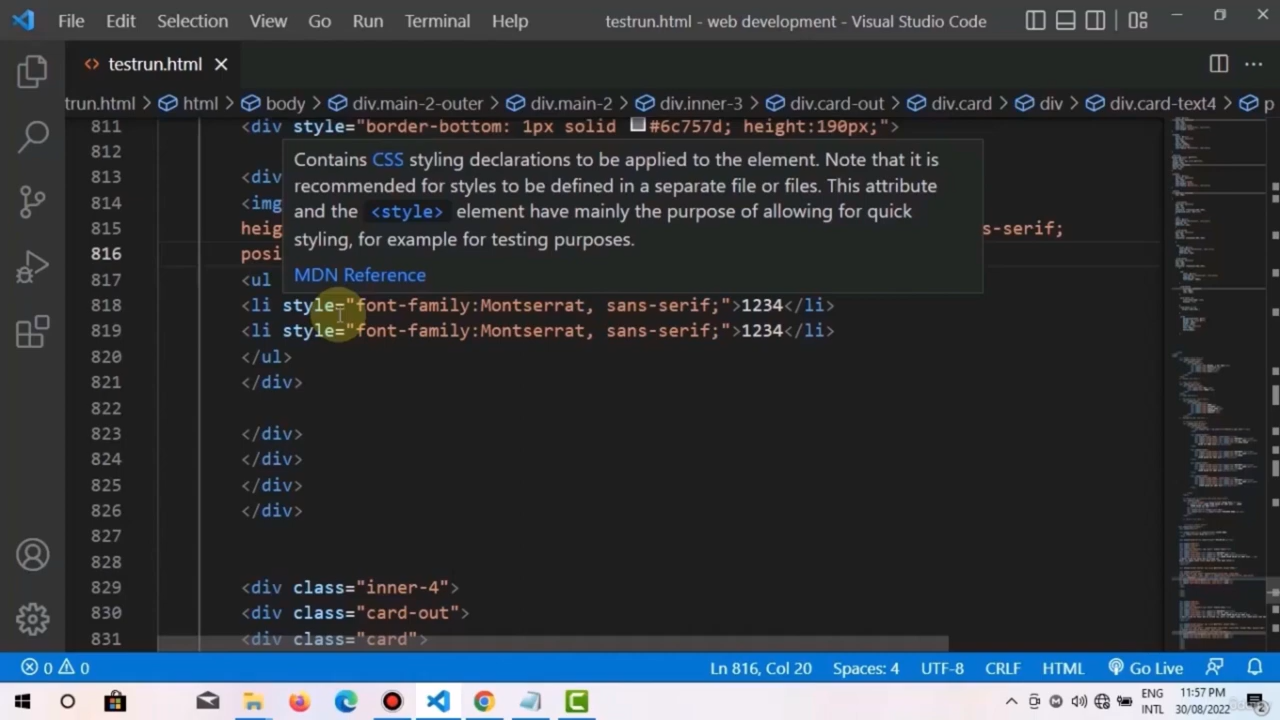 File Edit Selection View Go Run Terminal Help testrun.html - web development - Visual Studio Code
testrun.html
trun.html > html > body > div.main-2-outer > div.main-2 > div.inner-3 > div.card-out > div.card > div > div.card-text4 > p
811 <div style="border-bottom: 1px solid #6c757d; height:190px;">
812
813 <div
814 <img
815 heig s-serif;
816 posi
Contains CSS styling declarations to be applied to the element. Note that it is
recommended for styles to be defined in a separate file or files. This attribute
and the <style> element have mainly the purpose of allowing for quick
styling, for example for testing purposes.
MDN Reference
817 <ul
818 <li style="font-family:Montserrat, sans-serif;">1234</li>
819 <li style="font-family:Montserrat, sans-serif;">1234</li>
820 </ul>
821 </div>
822
823 </div>
824 </div>
825 </div>
826 </div>
827
828
829 <div class="inner-4">
830 <div class="card-out">
831 <div class="card">
0 0 Ln 816, Col 20 Spaces: 4 UTF-8 CRLF HTML Go Live
ENG 11:57 PM
INTL 30/08/2022